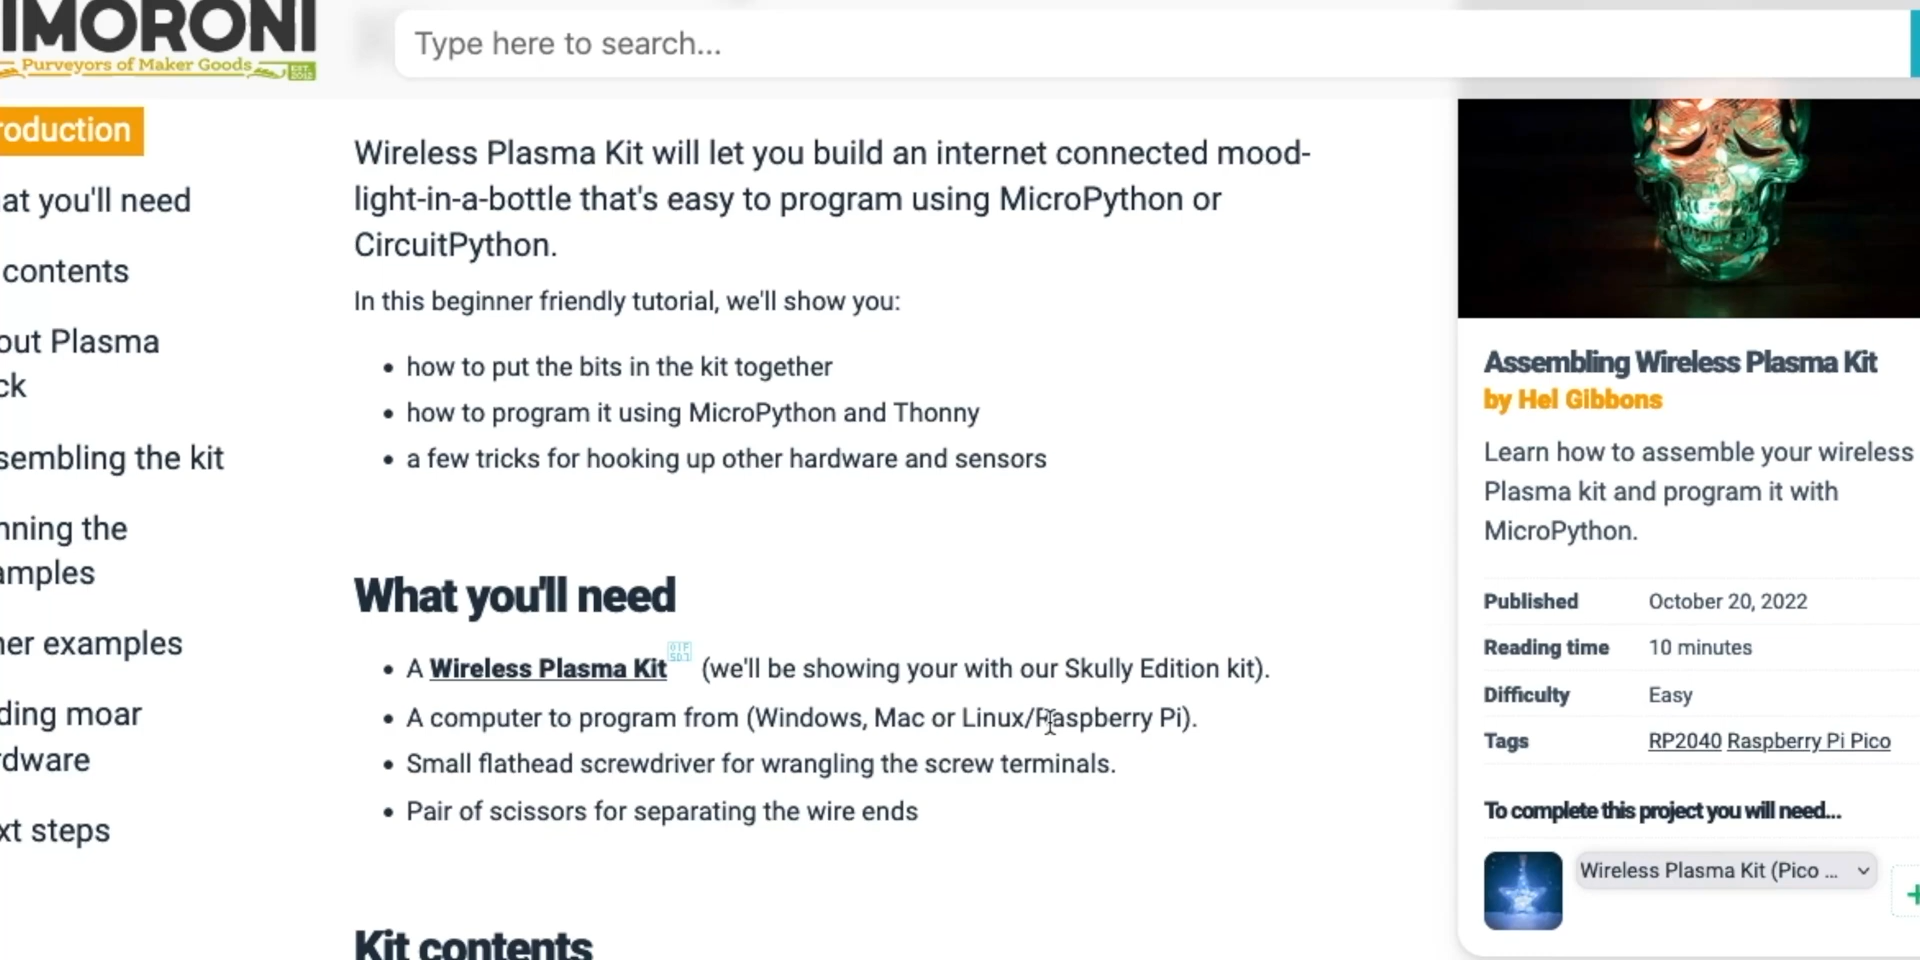 IMORONI
Purveyors of Maker Goods
EST. 2012
Type here to search...
roduction
at you'll need
contents
out Plasma
ck
sembling the kit
nning the
amples
ner examples
ding moar
rdware
xt steps
Wireless Plasma Kit will let you build an internet connected mood-
light-in-a-bottle that's easy to program using MicroPython or
CircuitPython.
In this beginner friendly tutorial, we'll show you:
• how to put the bits in the kit together
• how to program it using MicroPython and Thonny
• a few tricks for hooking up other hardware and sensors
What you'll need
• A Wireless Plasma Kit (we'll be showing your with our Skully Edition kit).
• A computer to program from (Windows, Mac or Linux/Raspberry Pi).
• Small flathead screwdriver for wrangling the screw terminals.
• Pair of scissors for separating the wire ends
Kit contents
Assembling Wireless Plasma Kit
by Hel Gibbons
Learn how to assemble your wireless
Plasma kit and program it with
MicroPython.
Published October 20, 2022
Reading time 10 minutes
Difficulty Easy
Tags RP2040 Raspberry Pi Pico
To complete this project you will need...
Wireless Plasma Kit (Pico ...